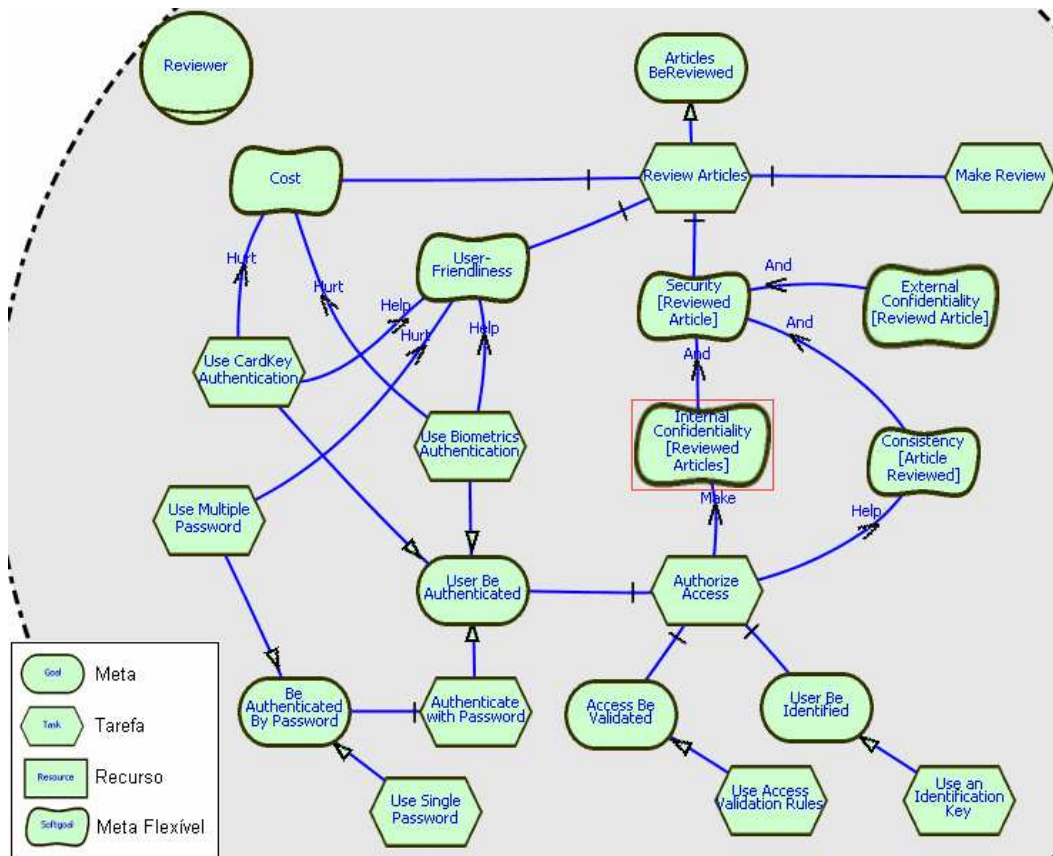 Reviewer
Articles
BeReviewed
Cost
Review Articles
Make Review
User-
Friendliness
Security
[Reviewed
Article]
And
External
Confidentiality
[Reviewd Article]
Hurt
Hurt
Help
Hurt
Help
And
And
Use CardKey
Authentication
Use Biometrics
Authentication
Internal
Confidentiality
[Reviewed
Articles]
Consistency
[Article
Reviewed]
Use Multiple
Password
Make
Help
User Be
Authenticated
Authorize
Access
Be
Authenticated
By Password
Authenticate
with Password
Access Be
Validated
User Be
Identified
Use Single
Password
Use Access
Validation Rules
Use an
Identification
Key
Goal
Meta
Task
Tarefa
Resource
Recurso
Softgoal
Meta Flexível